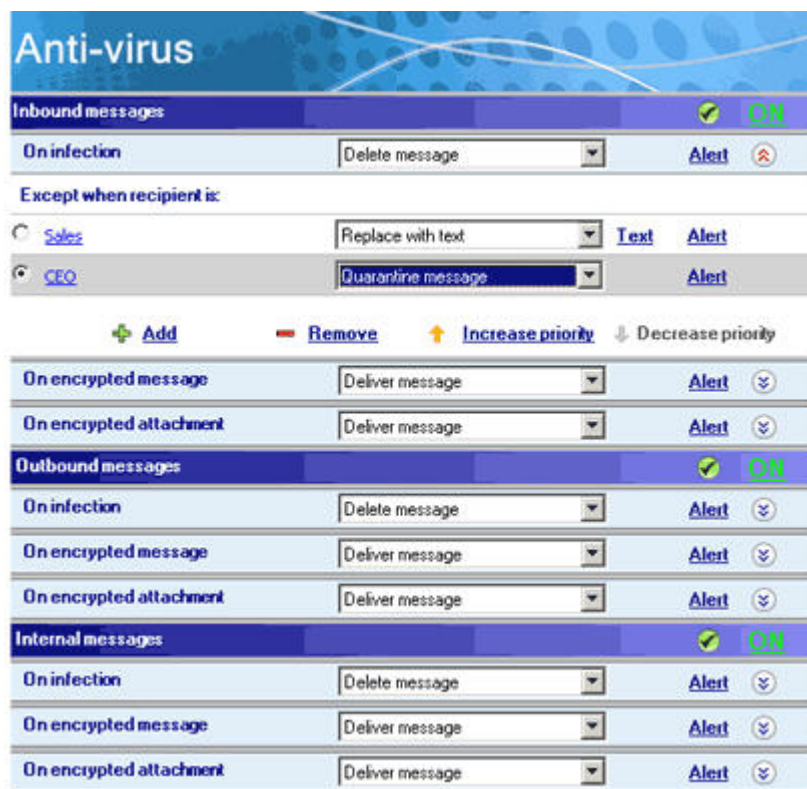 Anti-virus
Inbound messages ON
On infection Delete message Alert
Except when recipient is:
Sales Replace with text Text Alert
CEO Quarantine message Alert
Add Remove Increase priority Decrease priority
On encrypted message Deliver message Alert
On encrypted attachment Deliver message Alert
Outbound messages ON
On infection Delete message Alert
On encrypted message Deliver message Alert
On encrypted attachment Deliver message Alert
Internal messages ON
On infection Delete message Alert
On encrypted message Deliver message Alert
On encrypted attachment Deliver message Alert